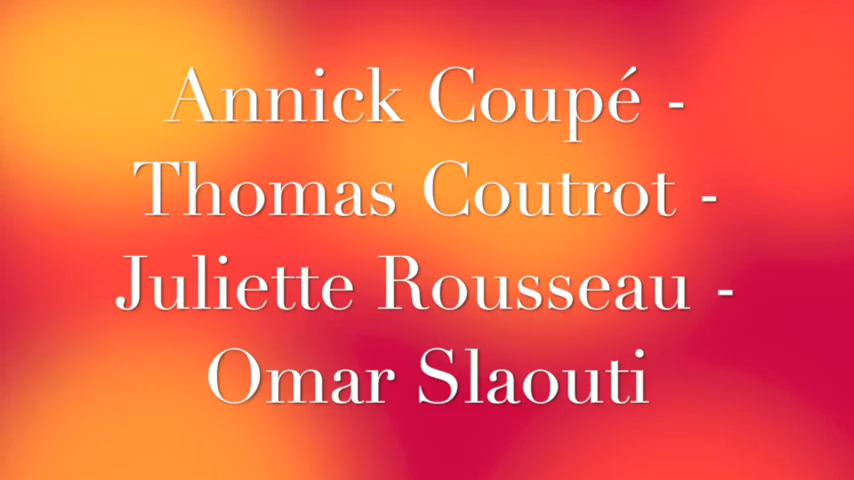 Annick Coupé -
Thomas Coutrot -
Juliette Rousseau -
Omar Slaouti